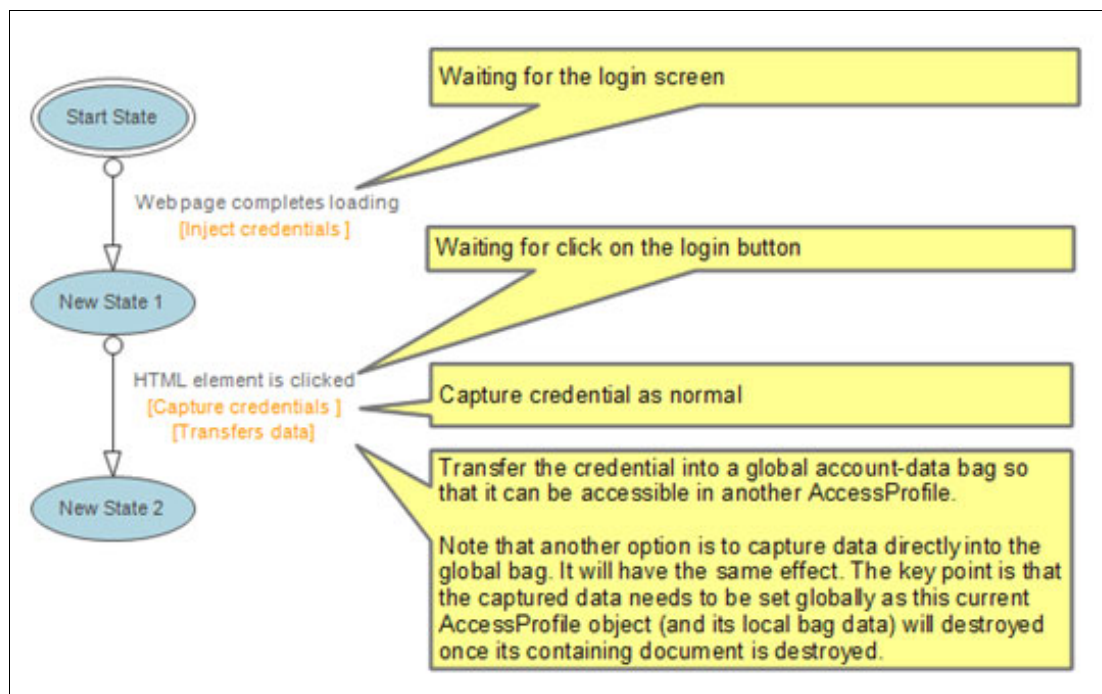 Waiting for the login screen
Start State
Web page completes loading
[Inject credentials ]
Waiting for click on the login button
New State 1
HTML element is clicked
[Capture credentials ]
[Transfers data]
Capture credential as normal
Transfer the credential into a global account-data bag so
that it can be accessible in another AccessProfile.
New State 2
Note that another option is to capture data directly into the
global bag. It will have the same effect. The key point is that
the captured data needs to be set globally as this current
AccessProfile object (and its local bag data) will destroyed
once its containing document is destroyed.